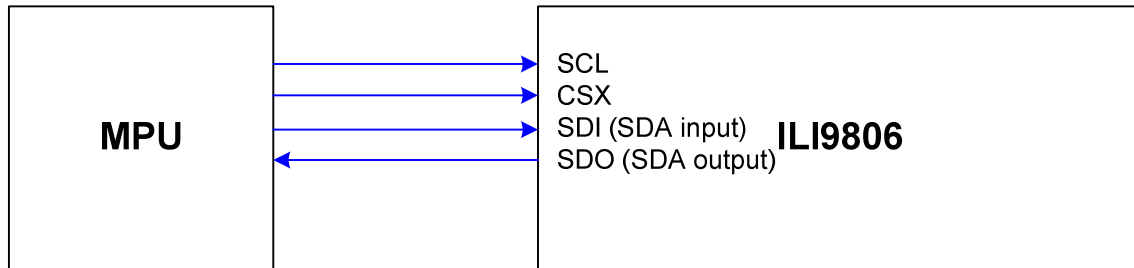 MPU
SCL
CSX
SDI (SDA input)
SDO (SDA output)
ILI9806